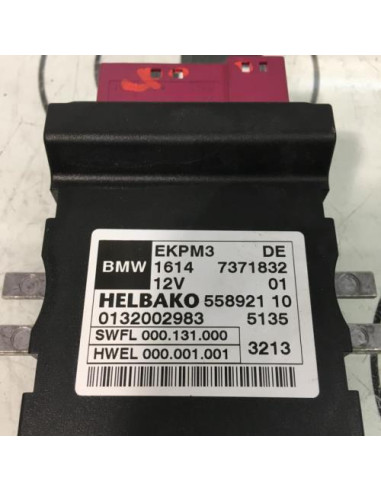 BMW
EKPM3 DE
1614 7371832
12V 01
HELBAKO 558921 10
0132002983 5135
SWFL 000.131.000
HWEL 000.001.001 3213